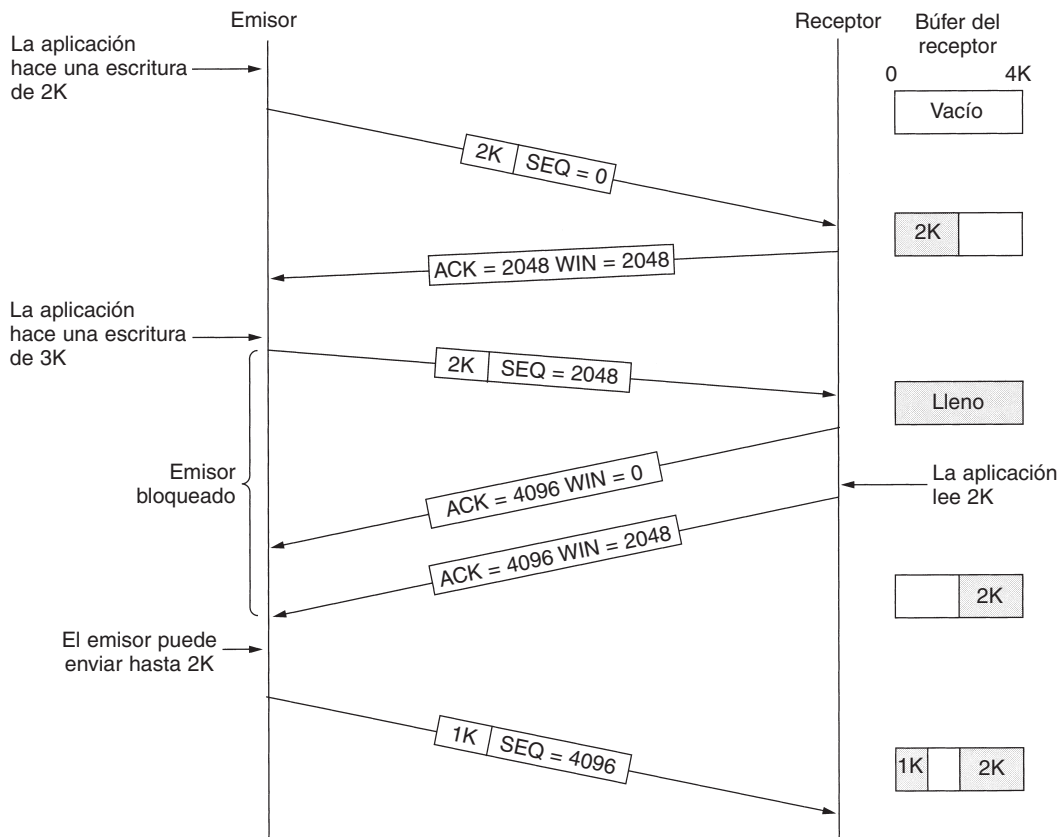 Emisor
Receptor
Búfer del
receptor
0 4K
La aplicación
hace una escritura
de 2K
Vacío
2K SEQ = 0
2K
ACK = 2048 WIN = 2048
La aplicación
hace una escritura
de 3K
2K SEQ = 2048
Lleno
Emisor
bloqueado
ACK = 4096 WIN = 0
La aplicación
lee 2K
ACK = 4096 WIN = 2048
2K
El emisor puede
enviar hasta 2K
1K SEQ = 4096
1K 2K